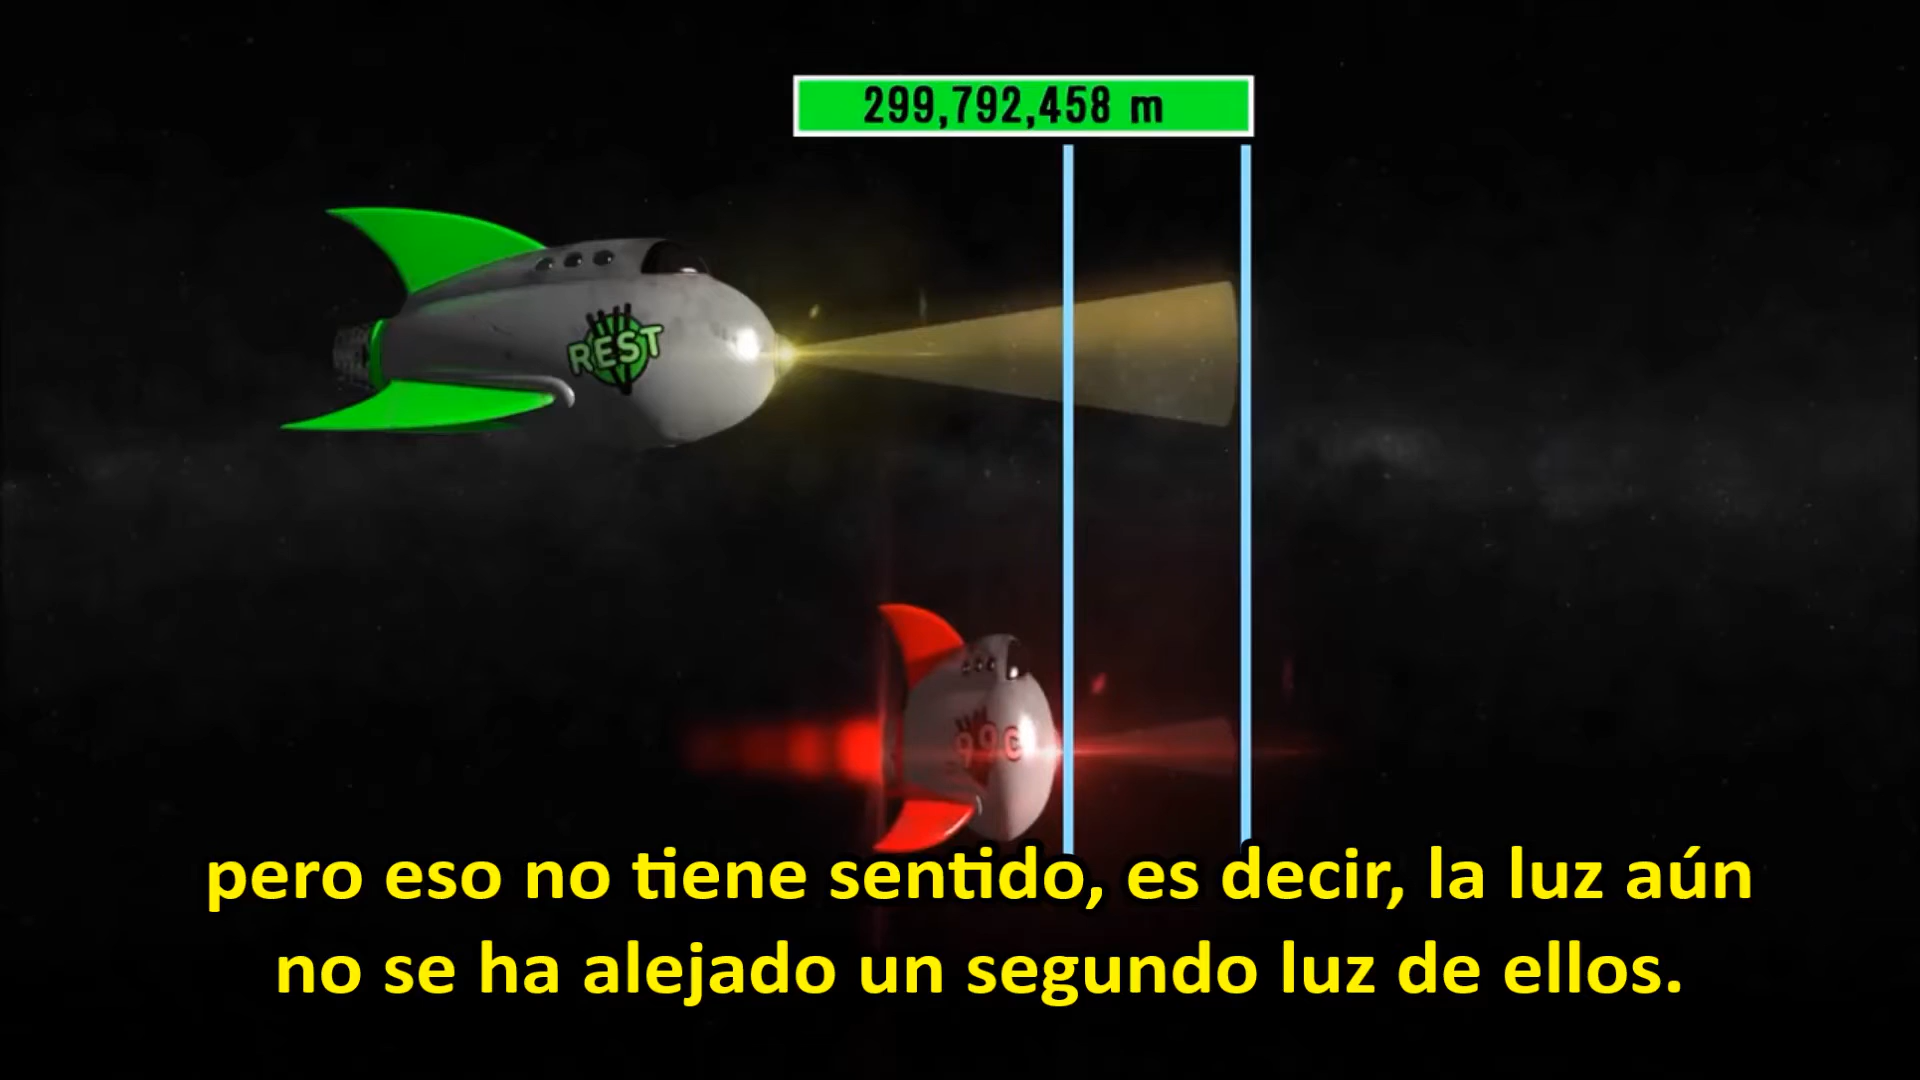 299,792,458 m
REST
pero eso no tiene sentido, es decir, la luz aún
no se ha alejado un segundo luz de ellos.